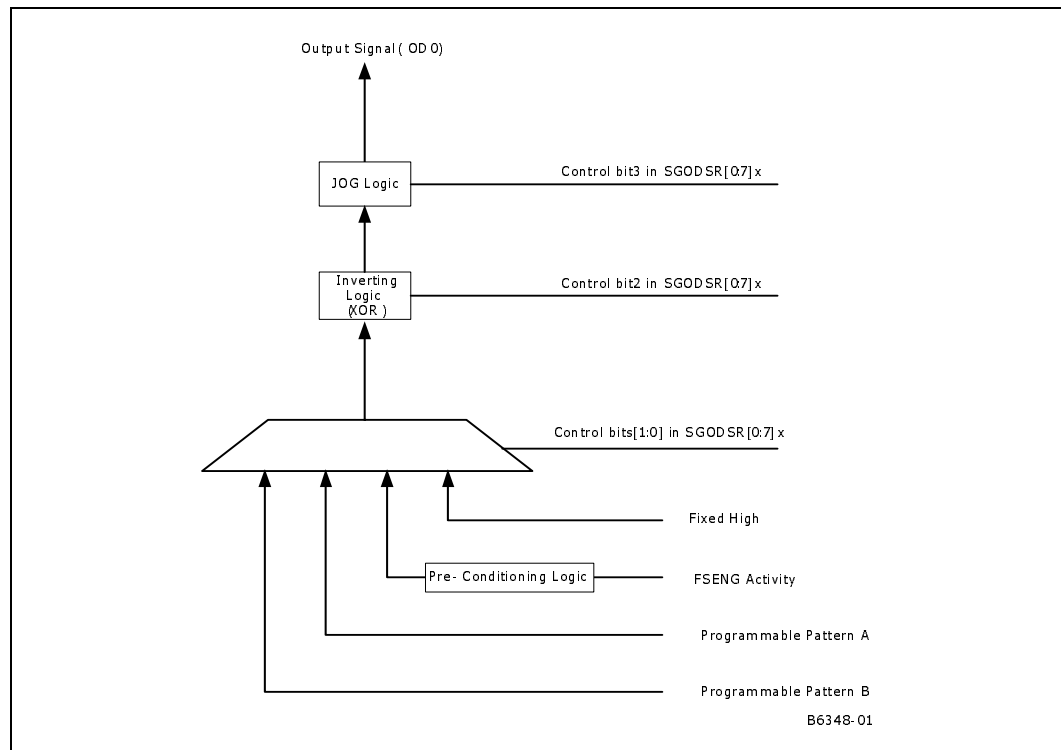 Output Signal ( OD0)
JOG Logic
Control bit3 in SGODSR[0:7]x
Inverting
Logic
(XOR )
Control bit2 in SGODSR[0:7]x
Control bits[1:0] in SGODSR[0:7]x
Fixed High
Pre- Conditioning Logic
FSENG Activity
Programmable Pattern A
Programmable Pattern B
B6348-01